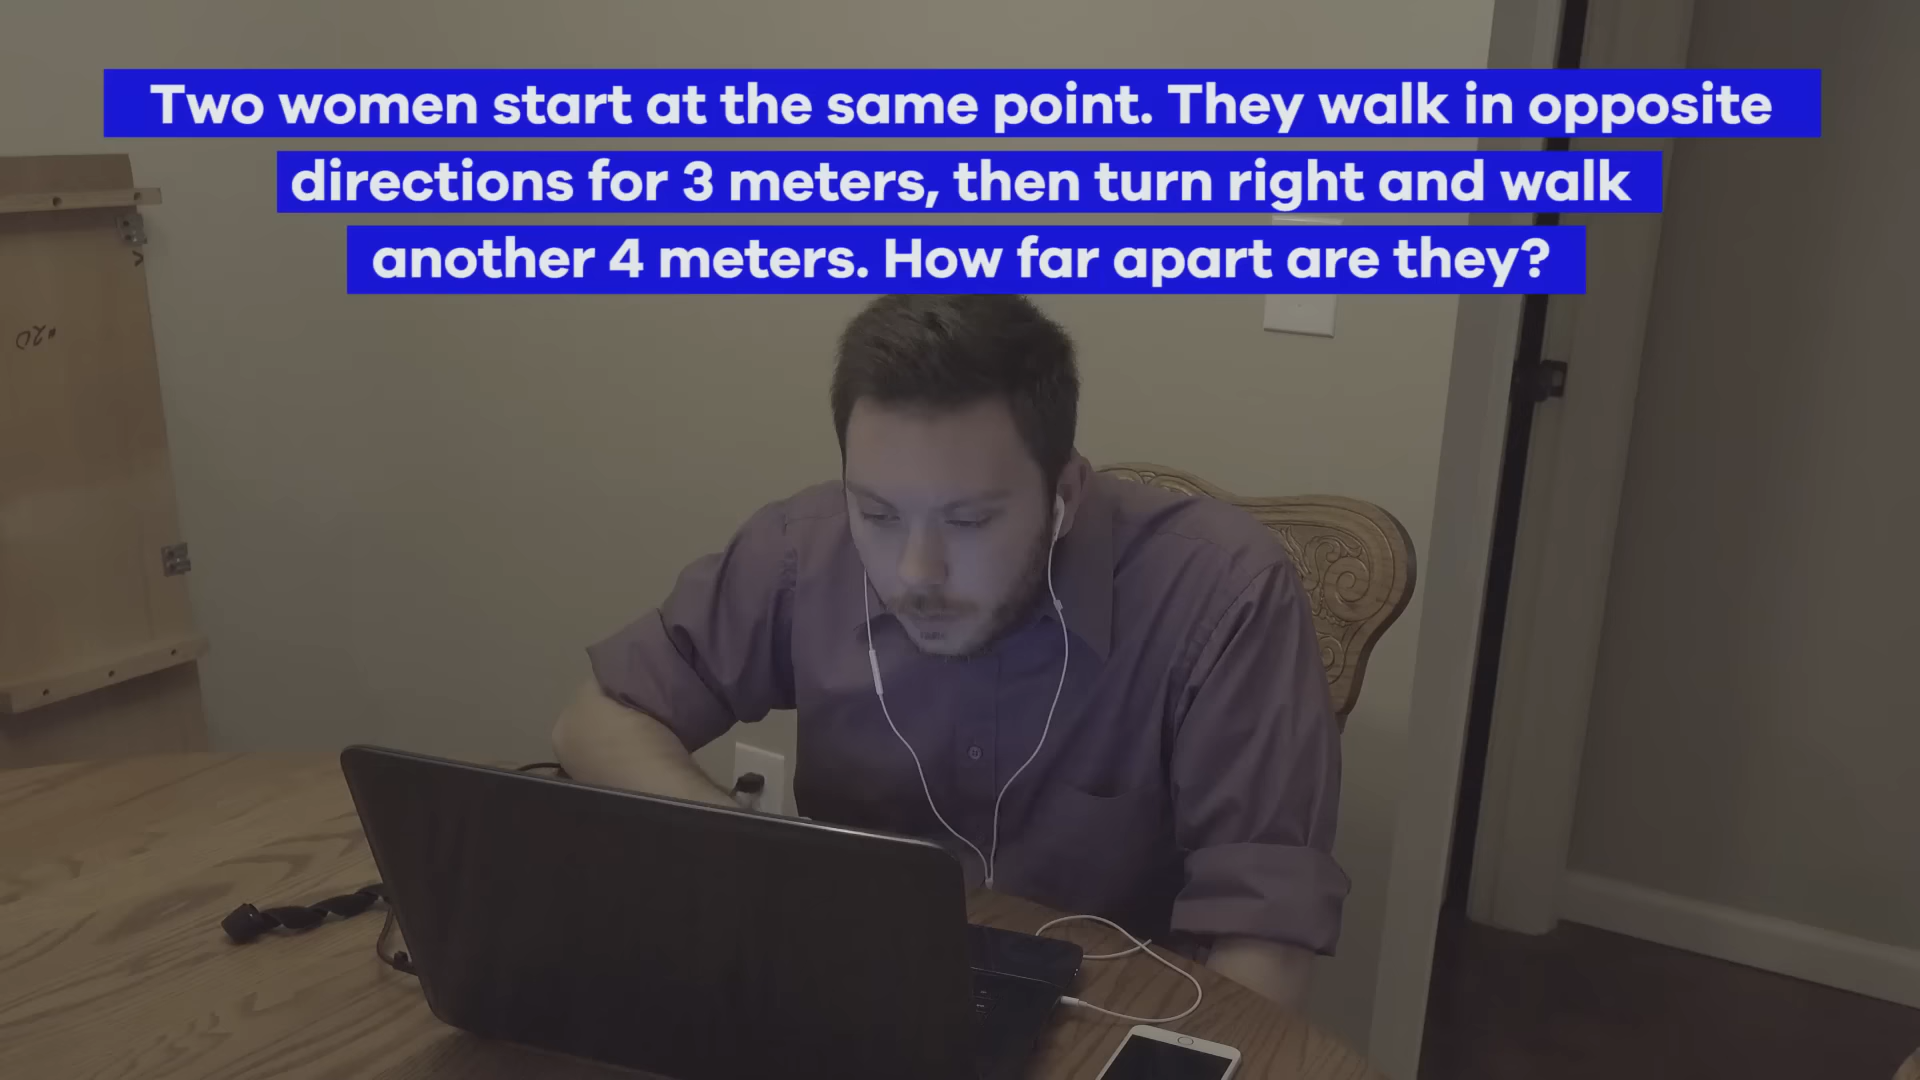 Two women start at the same point. They walk in opposite
directions for 3 meters, then turn right and walk
another 4 meters. How far apart are they?